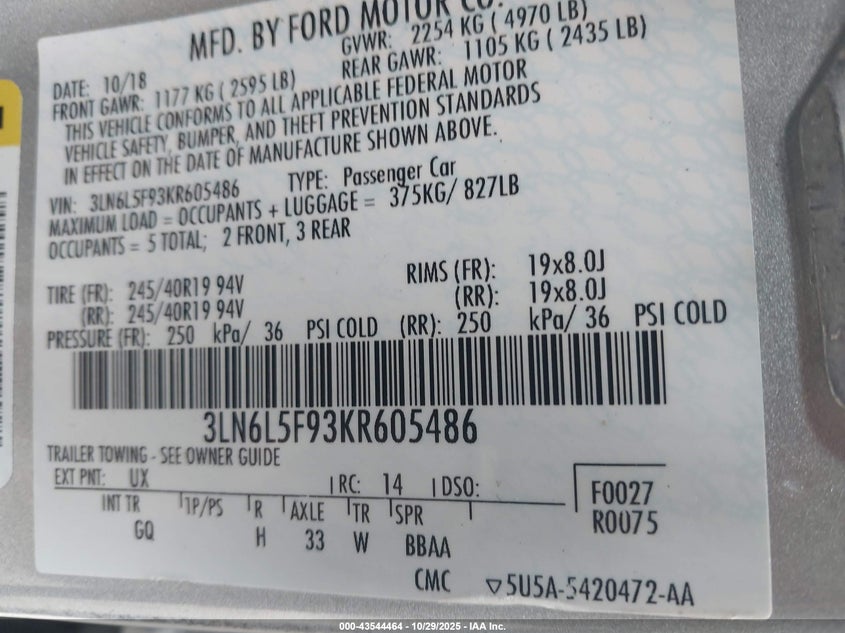 MFD. BY FORD MOTOR CO.
DATE: 10/18 GVWR: 2254 KG ( 4970 LB)
FRONT GAWR: 1177 KG ( 2595 LB) REAR GAWR: 1105 KG ( 2435 LB)
THIS VEHICLE CONFORMS TO ALL APPLICABLE FEDERAL MOTOR
VEHICLE SAFETY, BUMPER, AND THEFT PREVENTION STANDARDS
IN EFFECT ON THE DATE OF MANUFACTURE SHOWN ABOVE.
VIN: 3LN6L5F93KR605486 TYPE: Passenger Car
MAXIMUM LOAD = OCCUPANTS + LUGGAGE = 375KG/ 827LB
OCCUPANTS = 5 TOTAL; 2 FRONT, 3 REAR
TIRE (FR): 245/40R19 94V RIMS (FR): 19x8.0J
(RR): 245/40R19 94V (RR): 19x8.0J
PRESSURE (FR): 250 kPa/ 36 PSI COLD (RR): 250 kPa/ 36 PSI COLD
3LN6L5F93KR605486
TRAILER TOWING - SEE OWNER GUIDE
EXT PNT: UX RC: 14 DSO: F0027
INT TR TP/PS R AXLE TR SPR R0075
GQ H 33 W BBAA
CMC ▽5U5A-5420472-AA
000-43544464 - 10/29/2025 - IAA Inc.